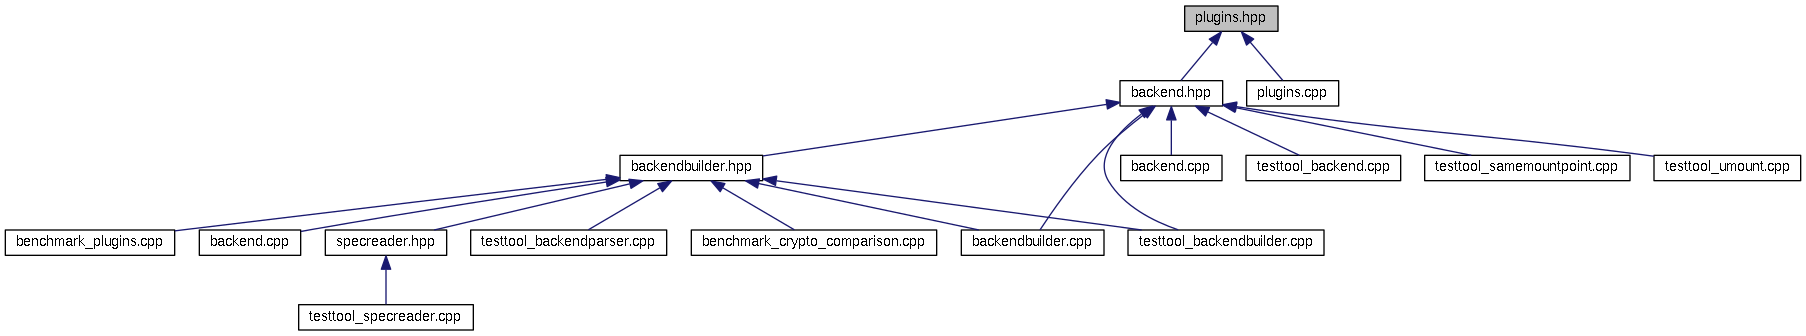 plugins.hpp
backend.hpp
plugins.cpp
backendbuilder.hpp
backend.cpp
testtool_backend.cpp
testtool_samemountpoint.cpp
testtool_umount.cpp
benchmark_plugins.cpp
backend.cpp
specreader.hpp
testtool_backendparser.cpp
benchmark_crypto_comparison.cpp
backendbuilder.cpp
testtool_backendbuilder.cpp
testtool_specreader.cpp